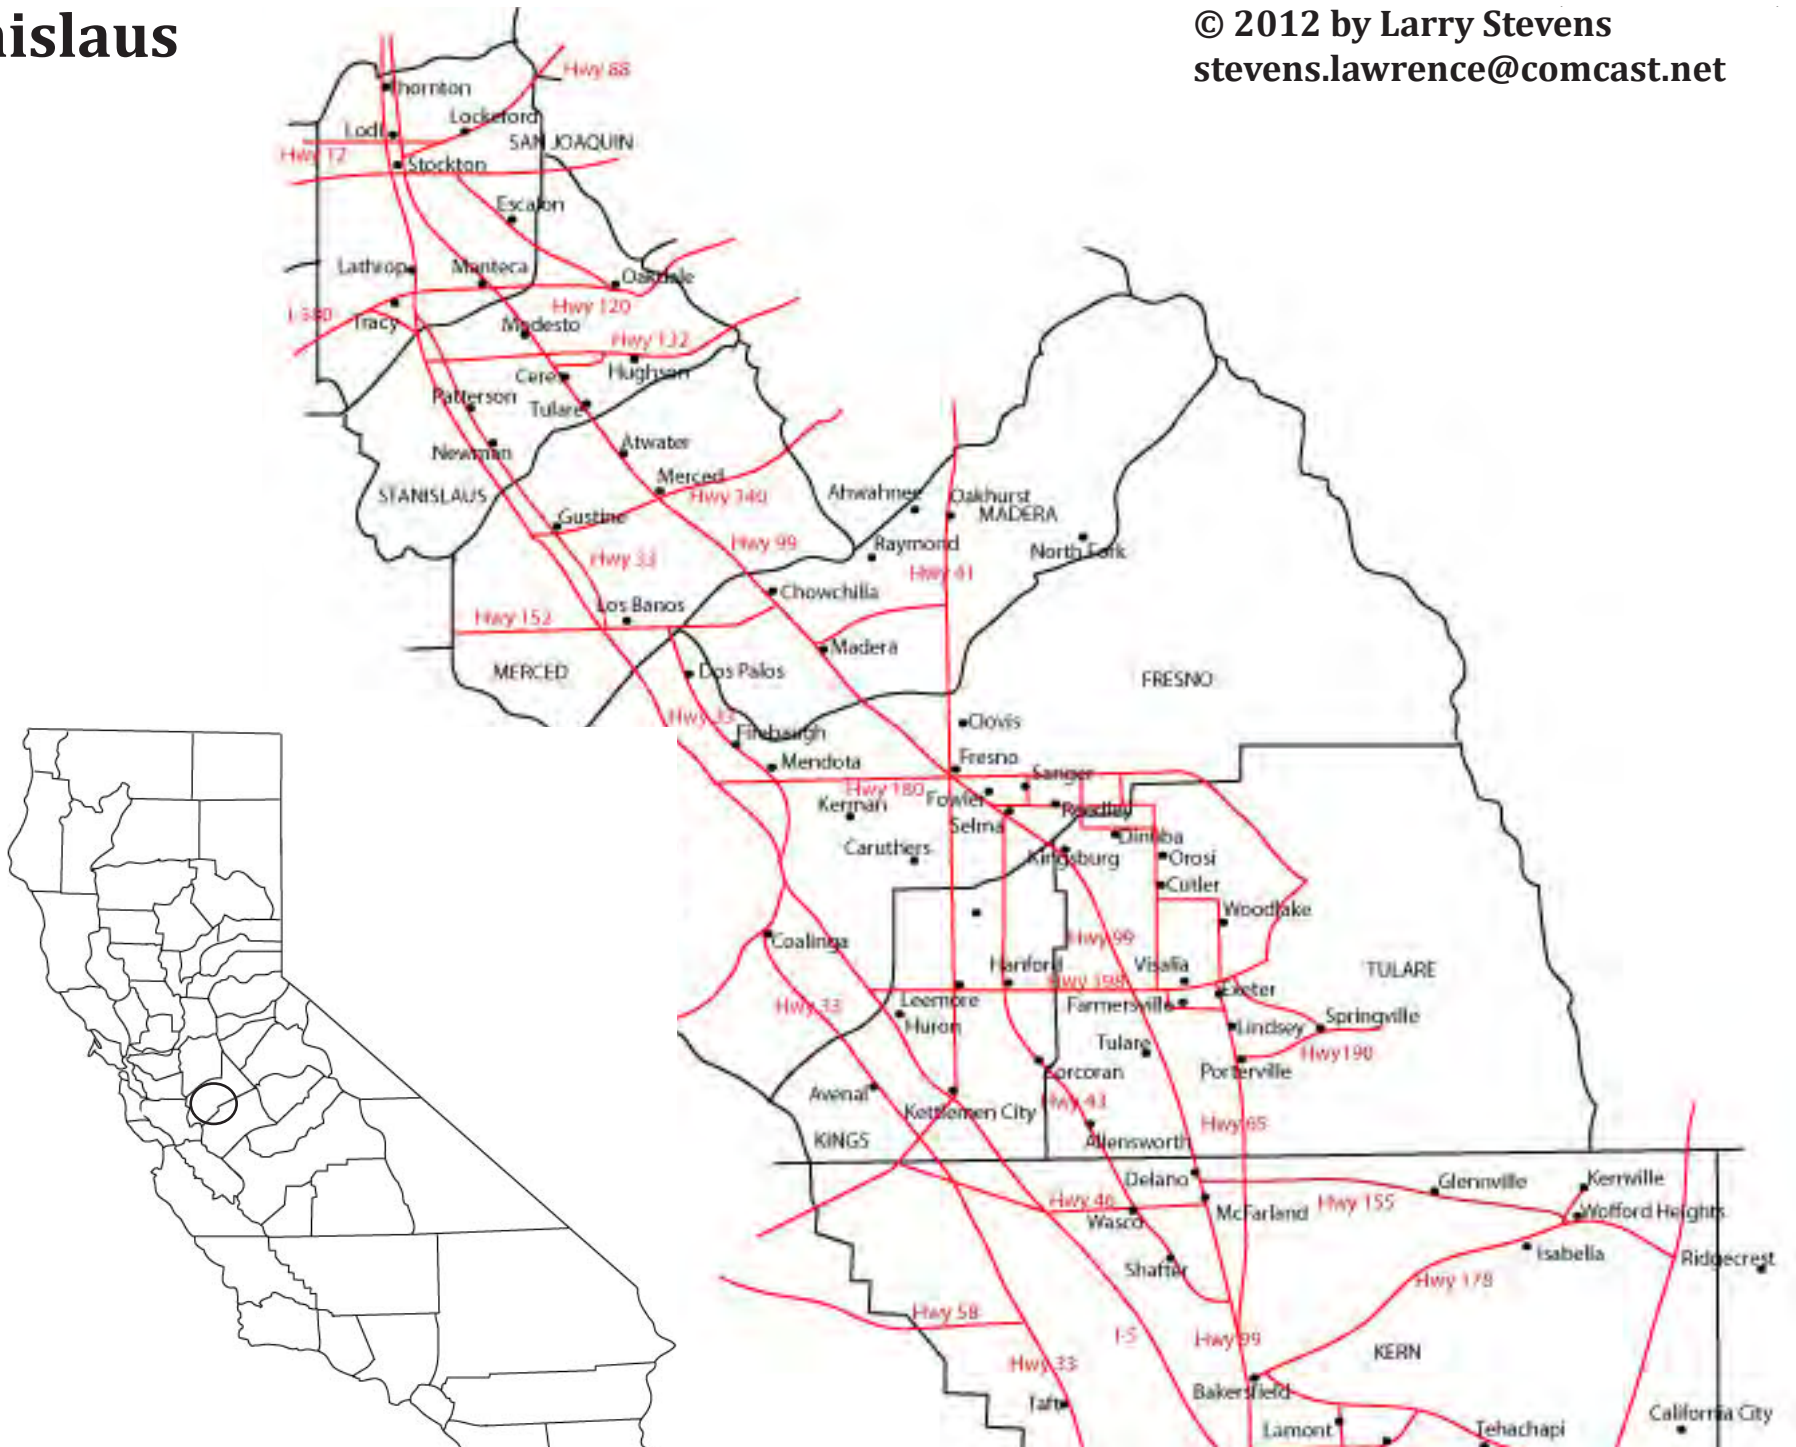 nislaus
© 2012 by Larry Stevens
stevens.lawrence@comcast.net
Hwy 88
Thornton
Lockeford
Lodi
SAN JOAQUIN
Hwy 12
Stockton
Escalon
Lathrop
Manteca
Oakdale
Hwy 120
Tracy
Modesto
Hwy 132
Ceres
Hughson
Patterson
Tulare
Newman
Atwater
Merced
STANISLAUS
Hwy 140
Ahwahnee
Oakhurst
MADERA
Gustine
Hwy 99
Raymond
North Fork
Hwy 33
Hwy 41
Chowchilla
Los Banos
Hwy 152
Madera
MERCED
Dos Palos
FRESNO
Hwy 33
Clovis
Firebaugh
Mendota
Fresno
Sanger
Hwy 180
Kerman
Fowler
Reedley
Selma
Dinuba
Caruthers
Kingsburg
Orosi
Cutler
Woodlake
Hwy 99
Coalinga
Hanford
Visalia
TULARE
Hwy 198
Exeter
Leemore
Farmersville
Hwy 33
Huron
Lindsey
Springville
Tulare
Hwy190
Corcoran
Porterville
Avenal
Kettlemen City
Hwy 43
Hwy 65
KINGS
Allensworth
Delano
Glennville
Kernville
Hwy 46
Hwy 155
Wasco
McFarland
Wofford Heights
Isabella
Ridgecrest
Shafter
Hwy 178
Hwy 58
I-5
Hwy 99
KERN
Hwy 33
Bakersfield
Taft
Lamont
Tehachapi
California City